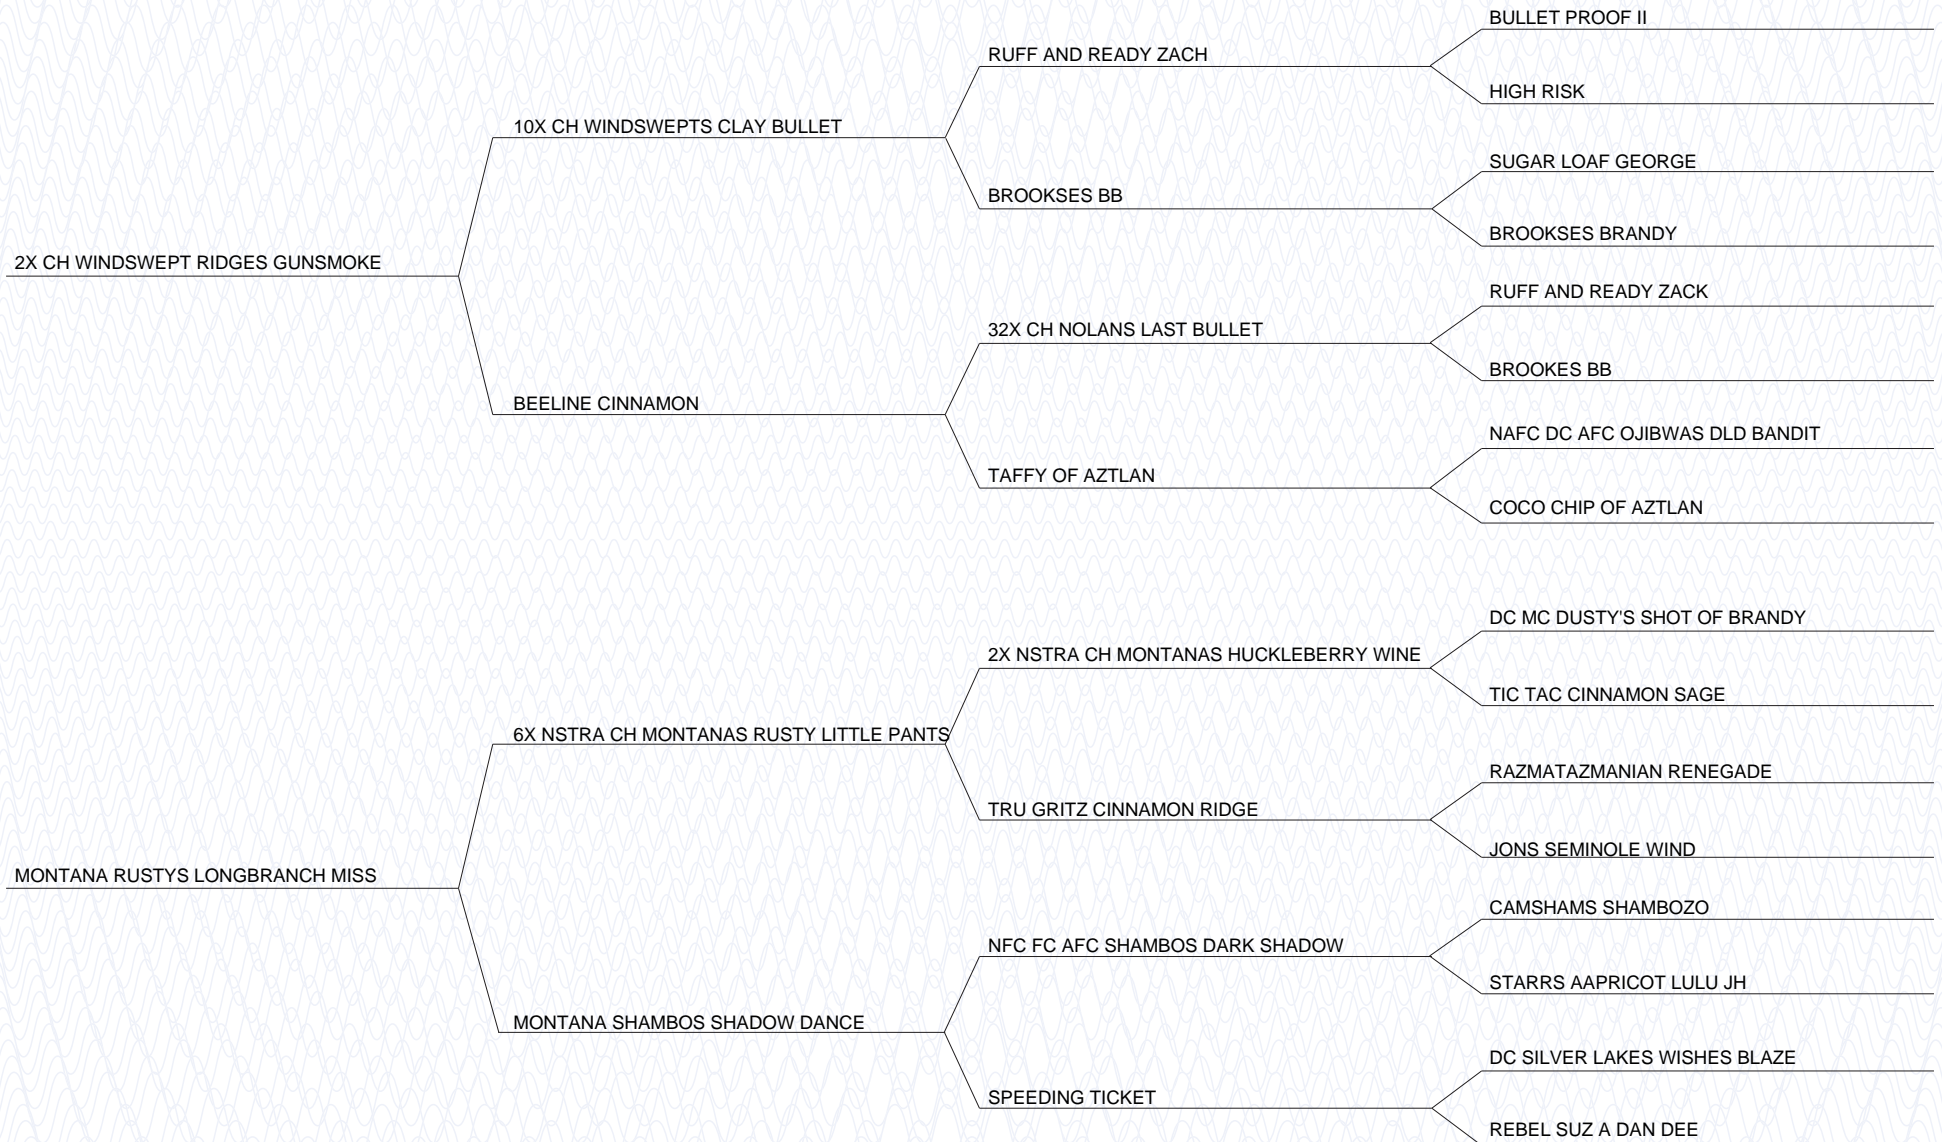 BULLET PROOF II
RUFF AND READY ZACH
HIGH RISK
10X CH WINDSWEPTS CLAY BULLET
SUGAR LOAF GEORGE
BROOKSES BB
BROOKSES BRANDY
2X CH WINDSWEPT RIDGES GUNSMOKE
RUFF AND READY ZACK
32X CH NOLANS LAST BULLET
BROOKES BB
BEELINE CINNAMON
NAFC DC AFC OJIBWAS DLD BANDIT
TAFFY OF AZTLAN
COCO CHIP OF AZTLAN
DC MC DUSTY'S SHOT OF BRANDY
2X NSTRA CH MONTANAS HUCKLEBERRY WINE
TIC TAC CINNAMON SAGE
6X NSTRA CH MONTANAS RUSTY LITTLE PANTS
RAZMATAZMANIAN RENEGADE
TRU GRITZ CINNAMON RIDGE
JONS SEMINOLE WIND
MONTANA RUSTYS LONGBRANCH MISS
CAMSHAMS SHAMBOZO
NFC FC AFC SHAMBOS DARK SHADOW
STARRS AAPRICOT LULU JH
MONTANA SHAMBOS SHADOW DANCE
DC SILVER LAKES WISHES BLAZE
SPEEDING TICKET
REBEL SUZ A DAN DEE